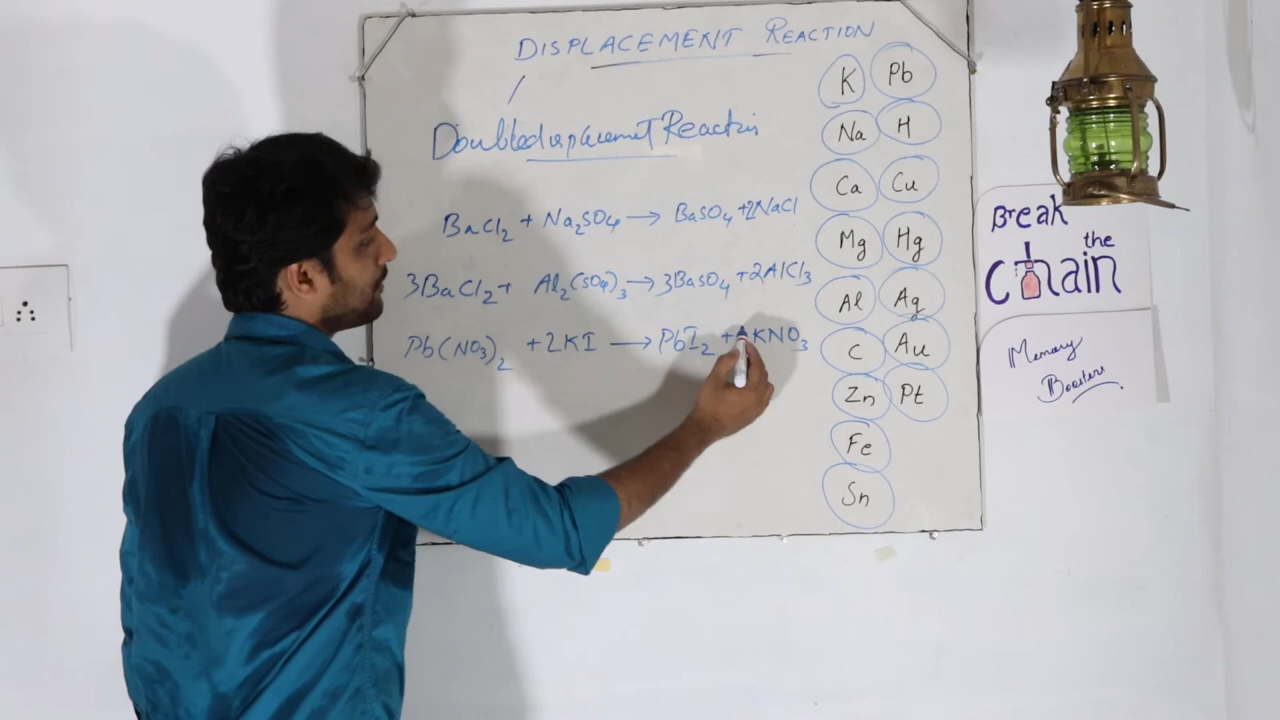 DISPLACEMENT REACTION
Doubledisplacement Reaction
BaCl₂ + Na₂SO₄ → BaSO₄ + 2NaCl
3BaCl₂ + Al₂(SO₄)₃ → 3BaSO₄ + 2AlCl₃
Pb(NO₃)₂ + 2KI → PbI₂ + KNO₃
K Pb
Na H
Ca Cu
Mg Hg
Al Ag
C Au
Zn Pt
Fe
Sn
Break
the
Chain
Memory
Boosters